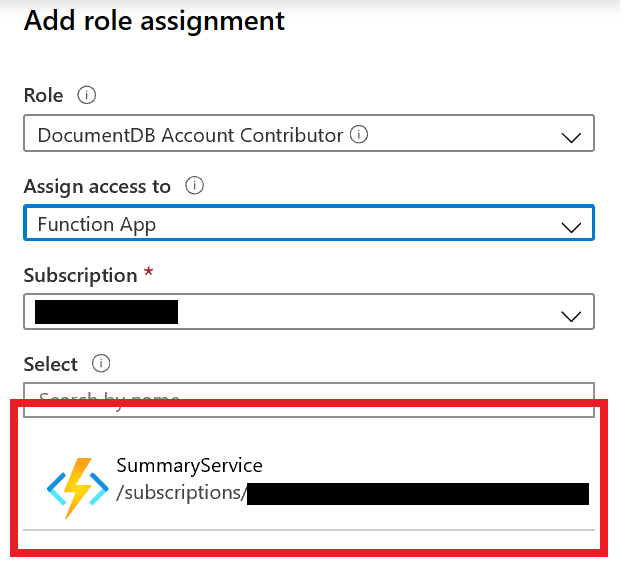 Add role assignment
Role
DocumentDB Account Contributor
Assign access to
Function App
Subscription *
Select
Search by name
SummaryService
/subscriptions/